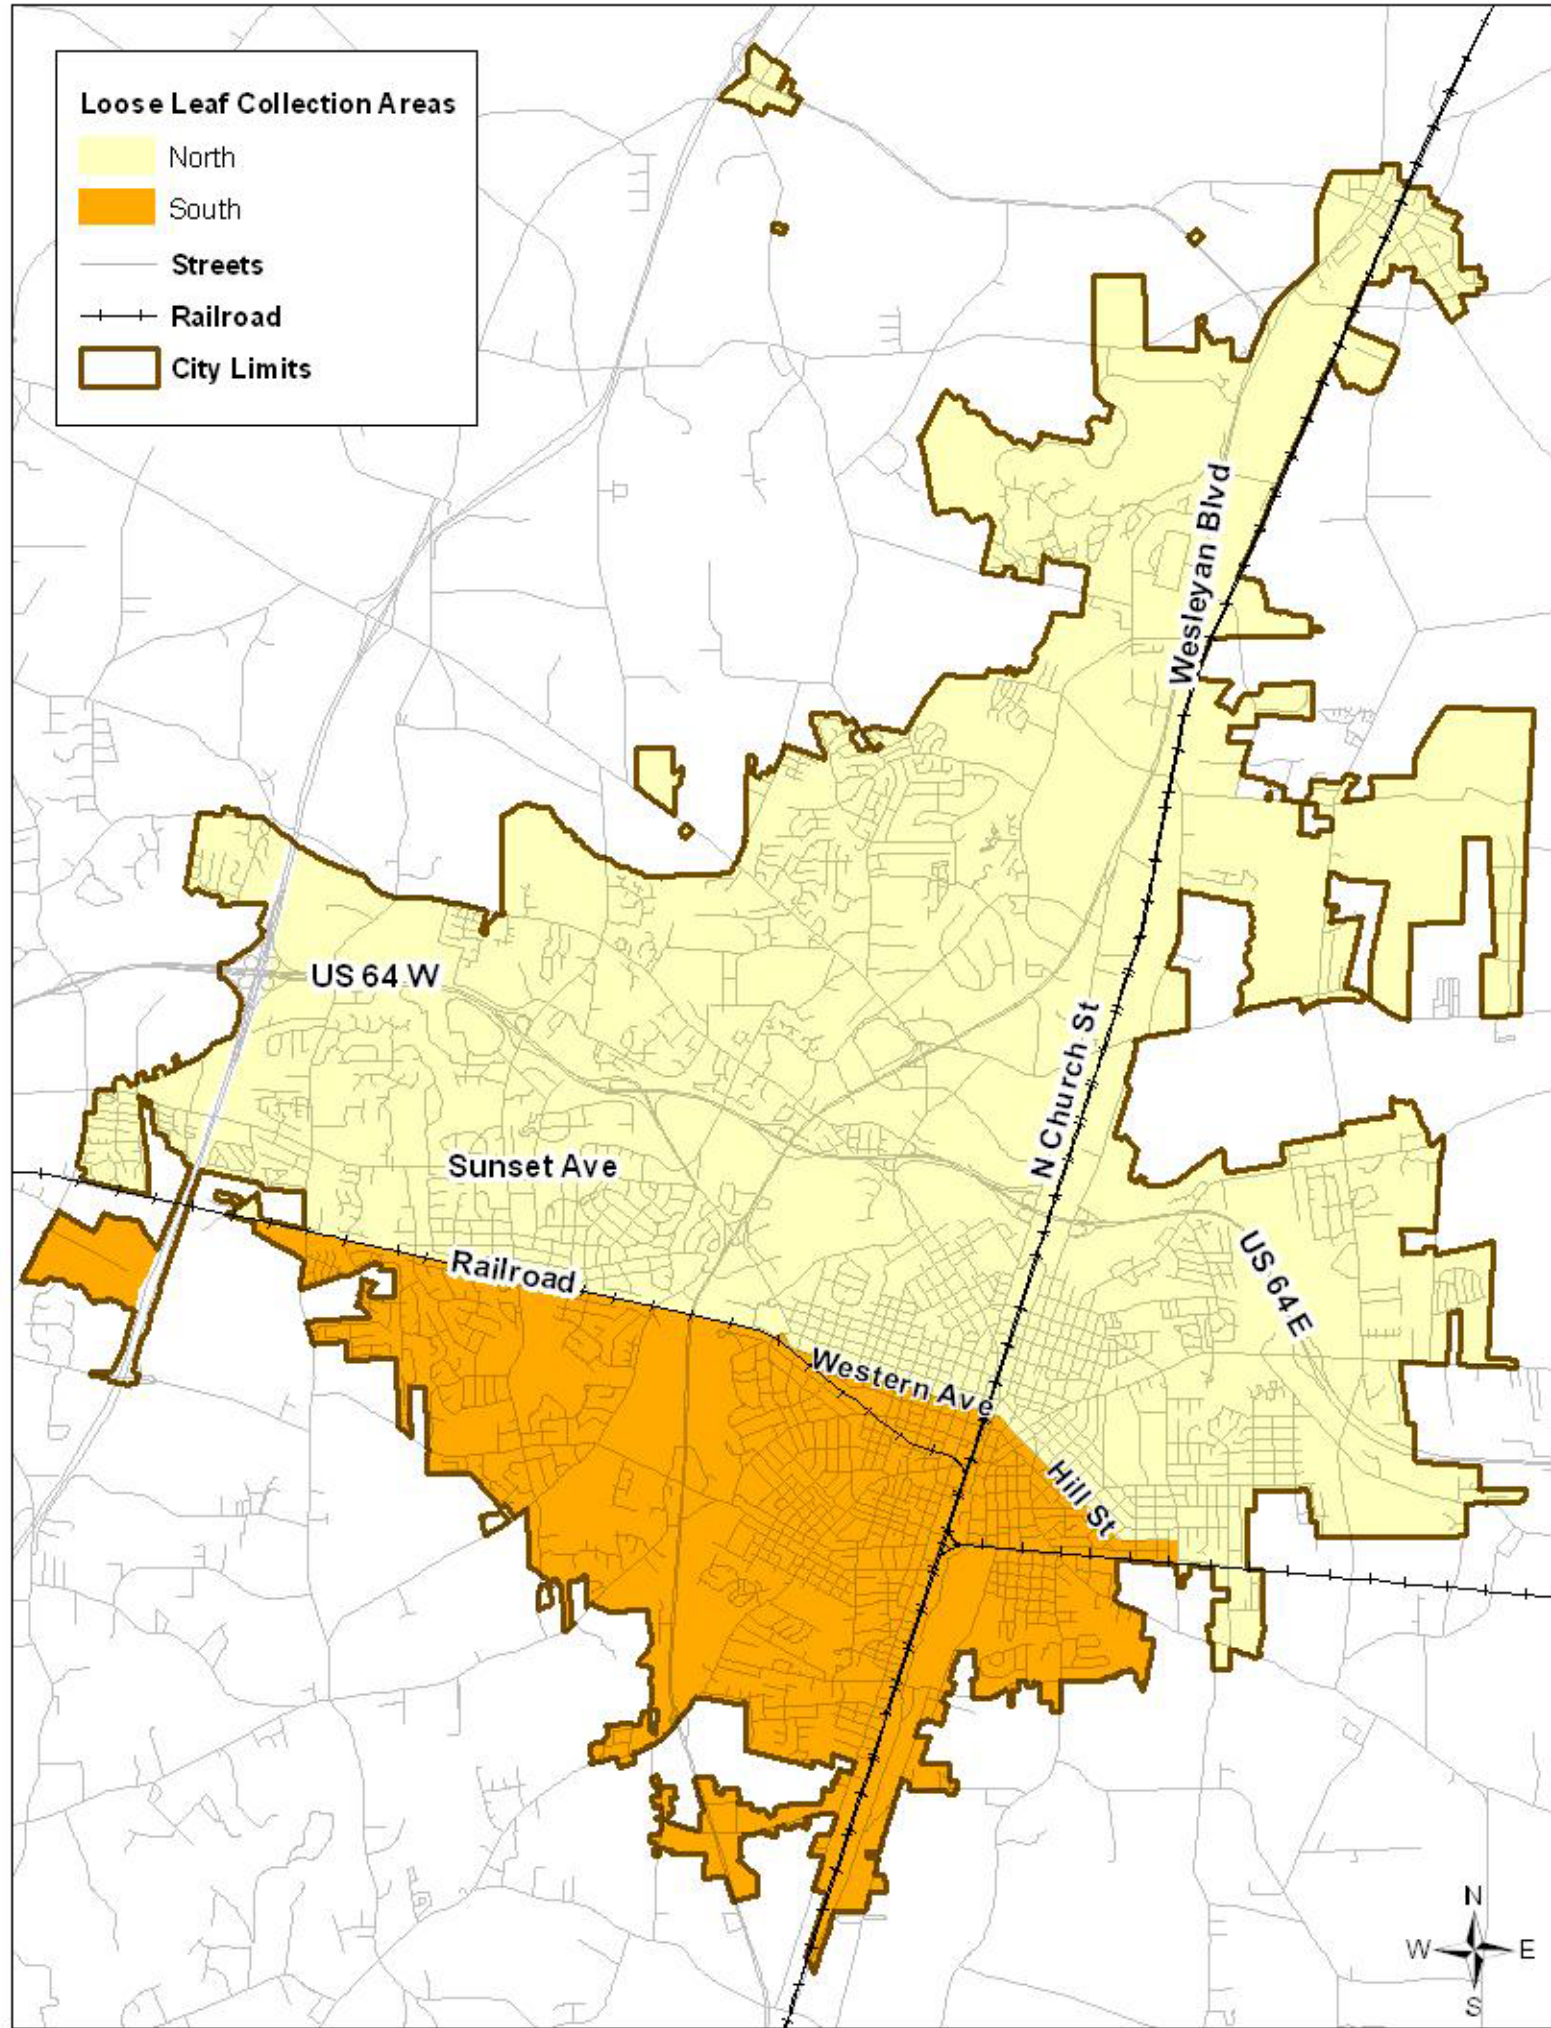 Loose Leaf Collection Areas
North
South
Streets
Railroad
City Limits
Wesleyan Blvd
US 64 W
N Church St
Sunset Ave
US 64 E
Railroad
Western Ave
Hill St
N
W E
S